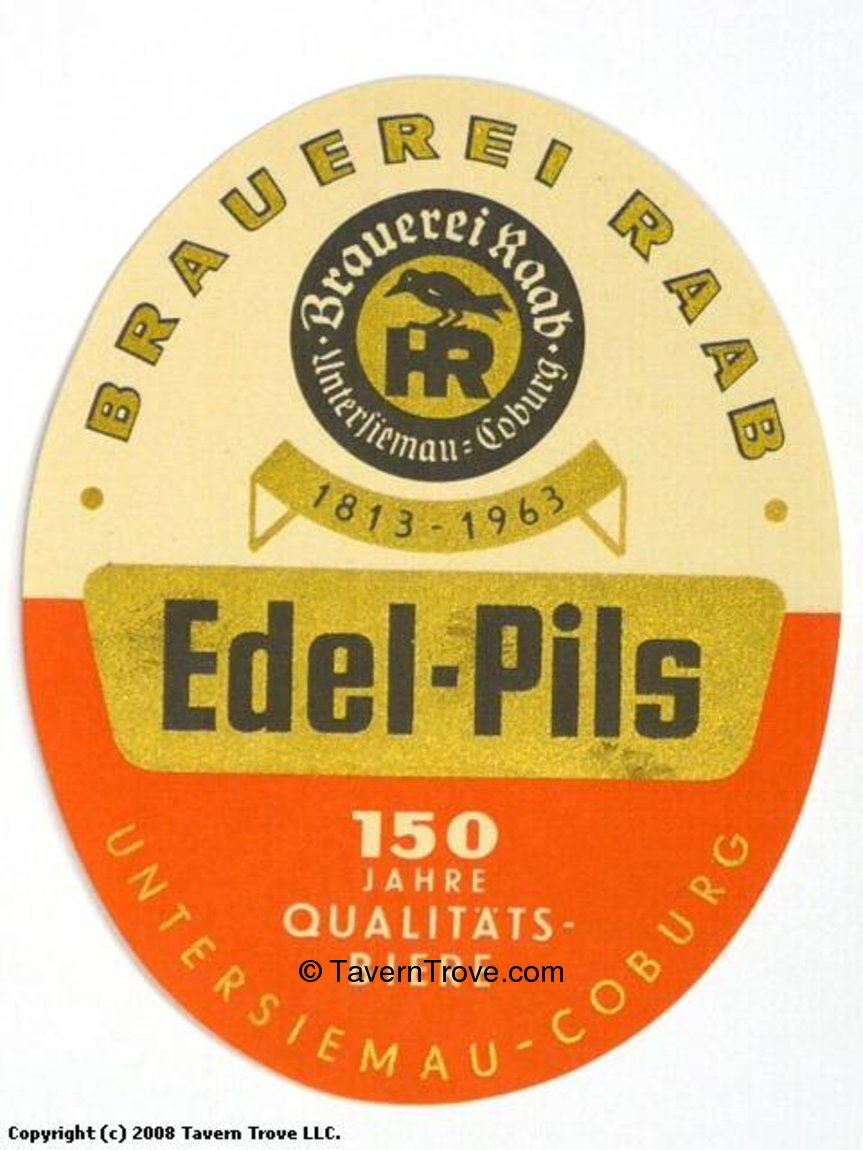 BRAUEREI RAAB
·Brauerei Raab·
Untersiemau=Coburg
HR
1813-1963
Edel-Pils
150
JAHRE
QUALITÄTS-
BIERE
© TavernTrove.com
UNTERSIEMAU-COBURG
Copyright (c) 2008 Tavern Trove LLC.